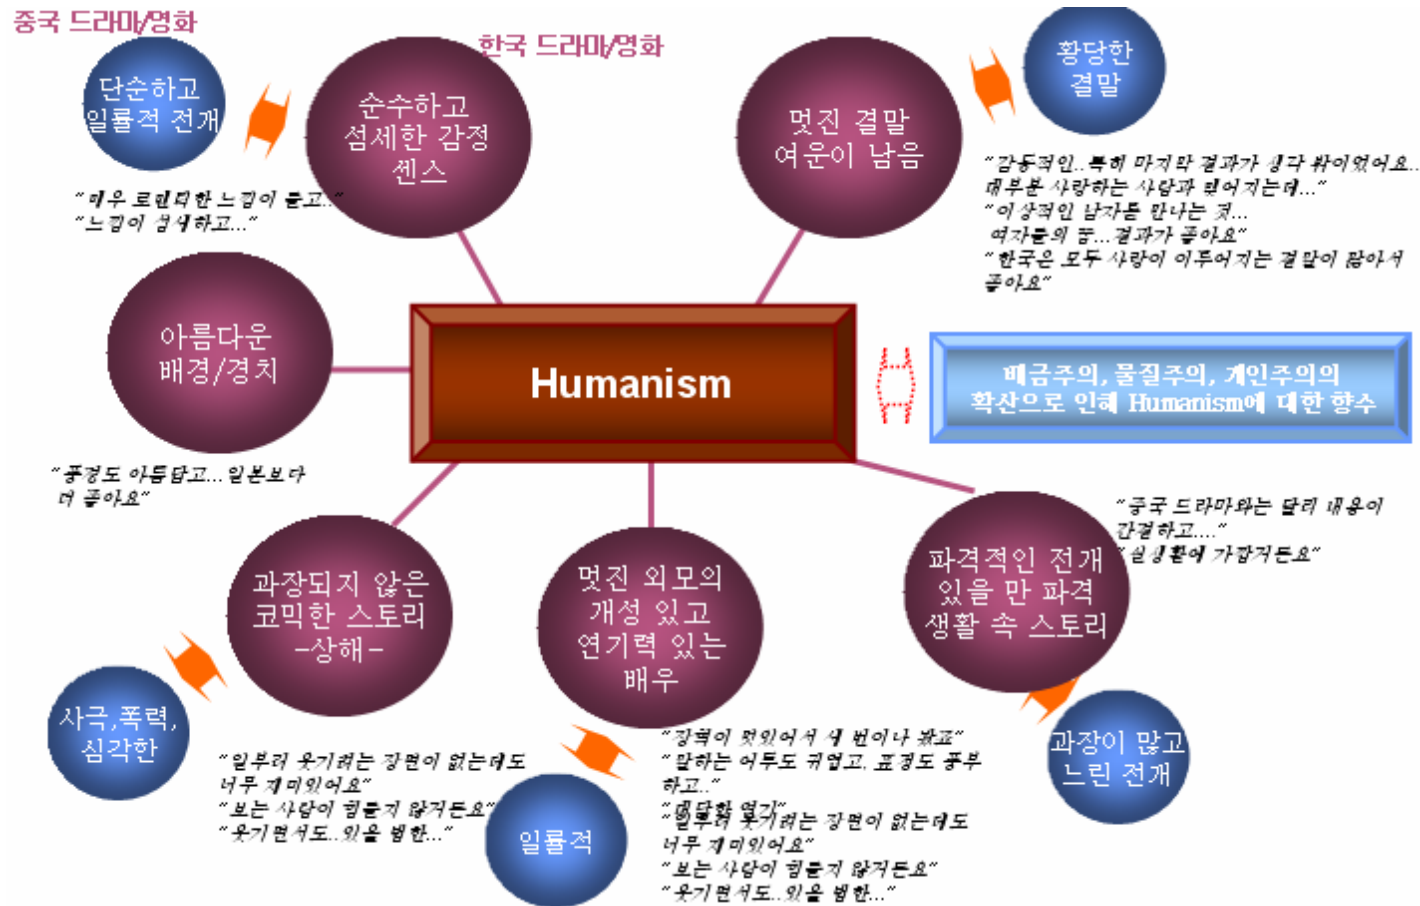 중국 드라마/영화
한국 드라마/영화
단순하고
일률적 전개
순수하고
섬세한 감정
센스
멋진 결말
여운이 남음
황당한
결말
"매우 로맨틱한 느낌이 들고.."
"느낌이 섬세하고..."
"감동적인..특히 마지막 결과가 생각 밖이었어요..
대부분 사랑하는 사람과 맺어지는데..."
"이상적인 남자를 만나는 것...
여자들의 꿈...결과가 좋아요"
"한국은 모두 사랑이 이루어지는 결말이 많아서
좋아요"
아름다운
배경/경치
Humanism
배금주의, 물질주의, 개인주의의
확산으로 인해 Humanism에 대한 향수
"풍경도 아름답고...일본보다
더 좋아요"
"중국 드라마와는 달리 내용이
간결하고...."
"실생활에 가깝거든요"
과장되지 않은
코믹한 스토리
-상해-
멋진 외모의
개성 있고
연기력 있는
배우
파격적인 전개
있을 만 파격
생활 속 스토리
사극,폭력,
심각한
과장이 많고
느린 전개
"일부러 웃기려는 장면이 없는데도
너무 재미있어요"
"보는 사람이 힘들지 않거든요"
"웃기면서도..있을 법한..."
일률적
"장혁이 멋있어서 세 번이나 봤죠"
"말하는 어투도 귀엽고, 표정도 풍부
하고.."
"대담한 연기"
"일부러 웃기려는 장면이 없는데도
너무 재미있어요"
"보는 사람이 힘들지 않거든요"
"웃기면서도..있을 법한..."